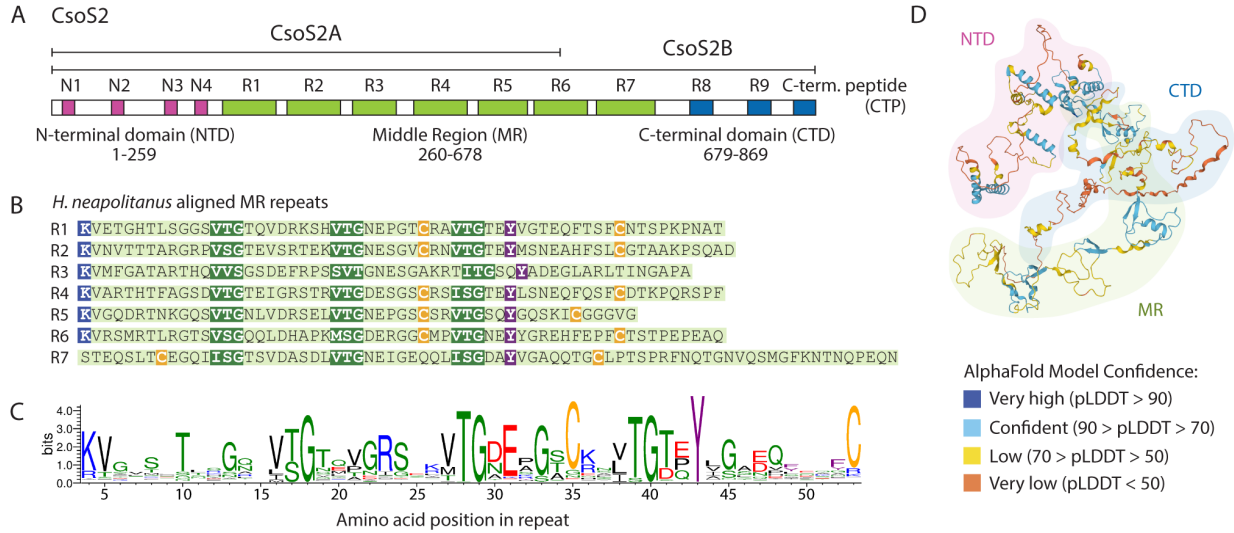 A
CsoS2
CsoS2A
CsoS2B
N1 N2 N3 N4 R1 R2 R3 R4 R5 R6 R7 R8 R9 C-term. peptide
(CTP)
N-terminal domain (NTD)
1-259
Middle Region (MR)
260-678
C-terminal domain (CTD)
679-869
B
H. neapolitanus aligned MR repeats
R1 KVETGHTLSGGSVTGTQVDRKSHVTGNEPGTCRAVTGTEYVGTEQFTSFCNTSPKPNAT
R2 KVNVTTTARGRPVSGTEVSRTEKVTGNESGVCRNVTGTEYMSNEAHFSLCGTAAKPSQAD
R3 KVMFGATARTHQVVSGSDEFRPSSVTGNESGAKRTITGSQYADEGLARLTINGAPA
R4 KVARTHTFAGSDVTGTEIGRSTRVTGDESGSCRSISGTEYLSNEQFQSFCDTKPQRSPF
R5 KVGQDRTNKGQSVTGNLVDRSELVTGNEPGSCSRVTGSQYGQSKICGGGVG
R6 KVRSMRTLRGTSVSGQQLDHAPKMSGDERGGCMPVTGNEYYGREHFEPFCTSTPEPEAQ
R7 STEQSLTCEGQIISGTSVDASDLVTGNEIGEQQLISGDAYVGAQQTGCLPTSPRFNQTGNVQSMGFKNTNQPEQN
C
bits
4.0
3.0
2.0
1.0
0.0
5 10 15 20 25 30 35 40 45 50
Amino acid position in repeat
D
NTD
CTD
MR
AlphaFold Model Confidence:
Very high (pLDDT > 90)
Confident (90 > pLDDT > 70)
Low (70 > pLDDT > 50)
Very low (pLDDT < 50)